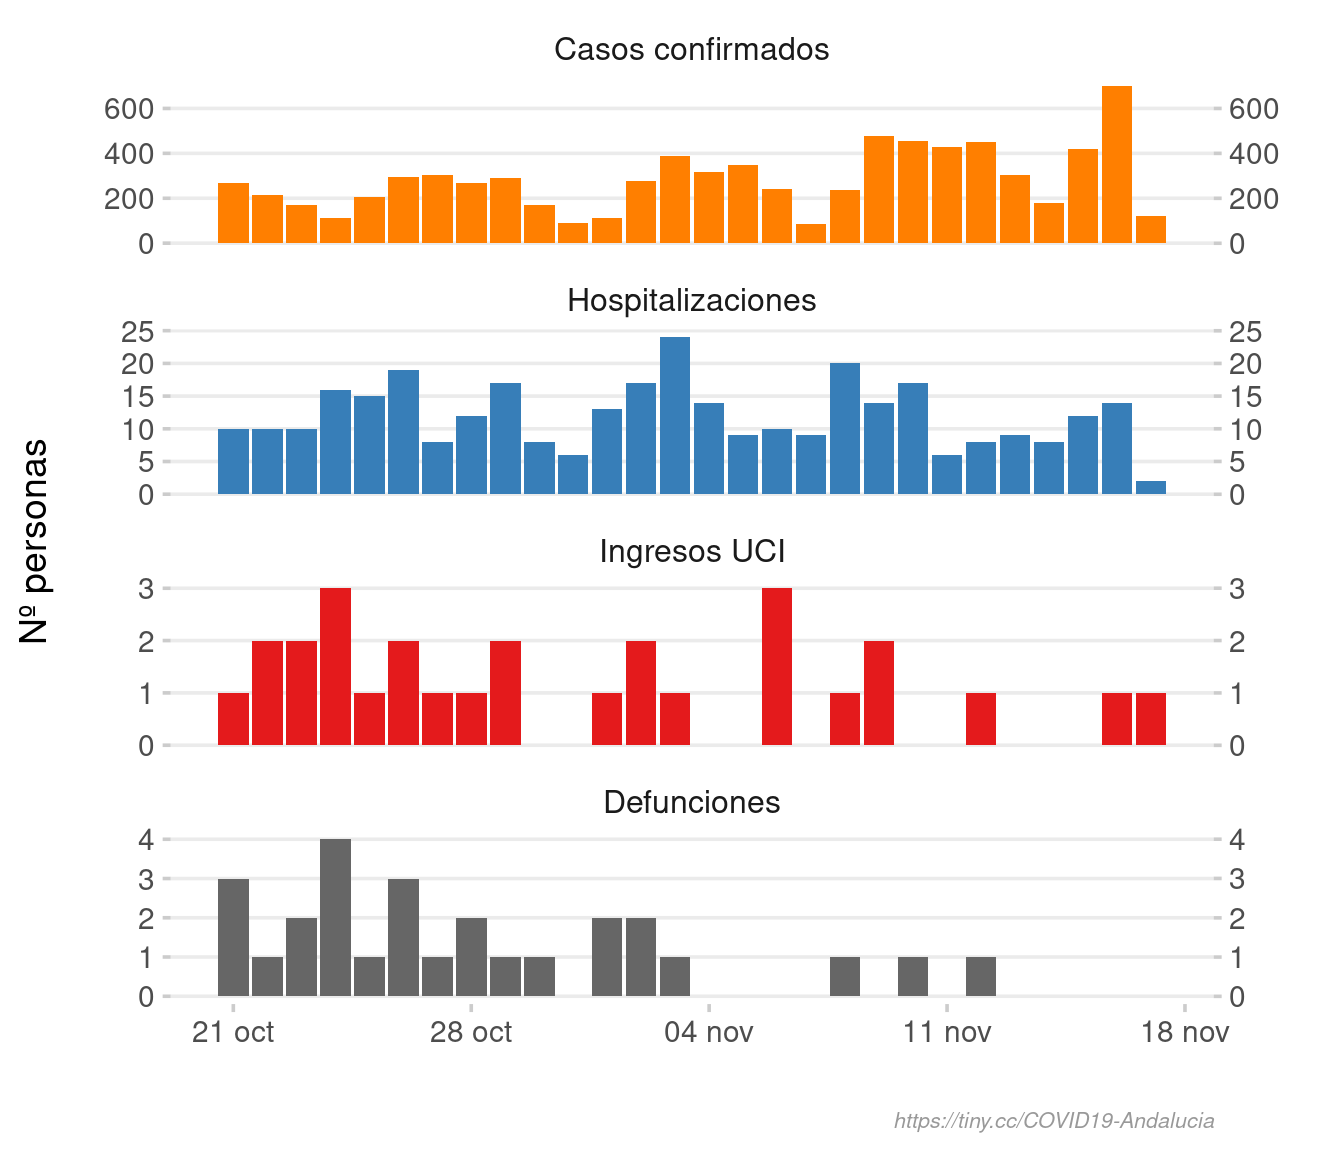 Casos confirmados
600 600
400 400
200 200
0 0
Hospitalizaciones
25 25
20 20
15 15
10 10
5 5
0 0
Nº personas
Ingresos UCI
3 3
2 2
1 1
0 0
Defunciones
4 4
3 3
2 2
1 1
0 0
21 oct 28 oct 04 nov 11 nov 18 nov
https://tiny.cc/COVID19-Andalucia